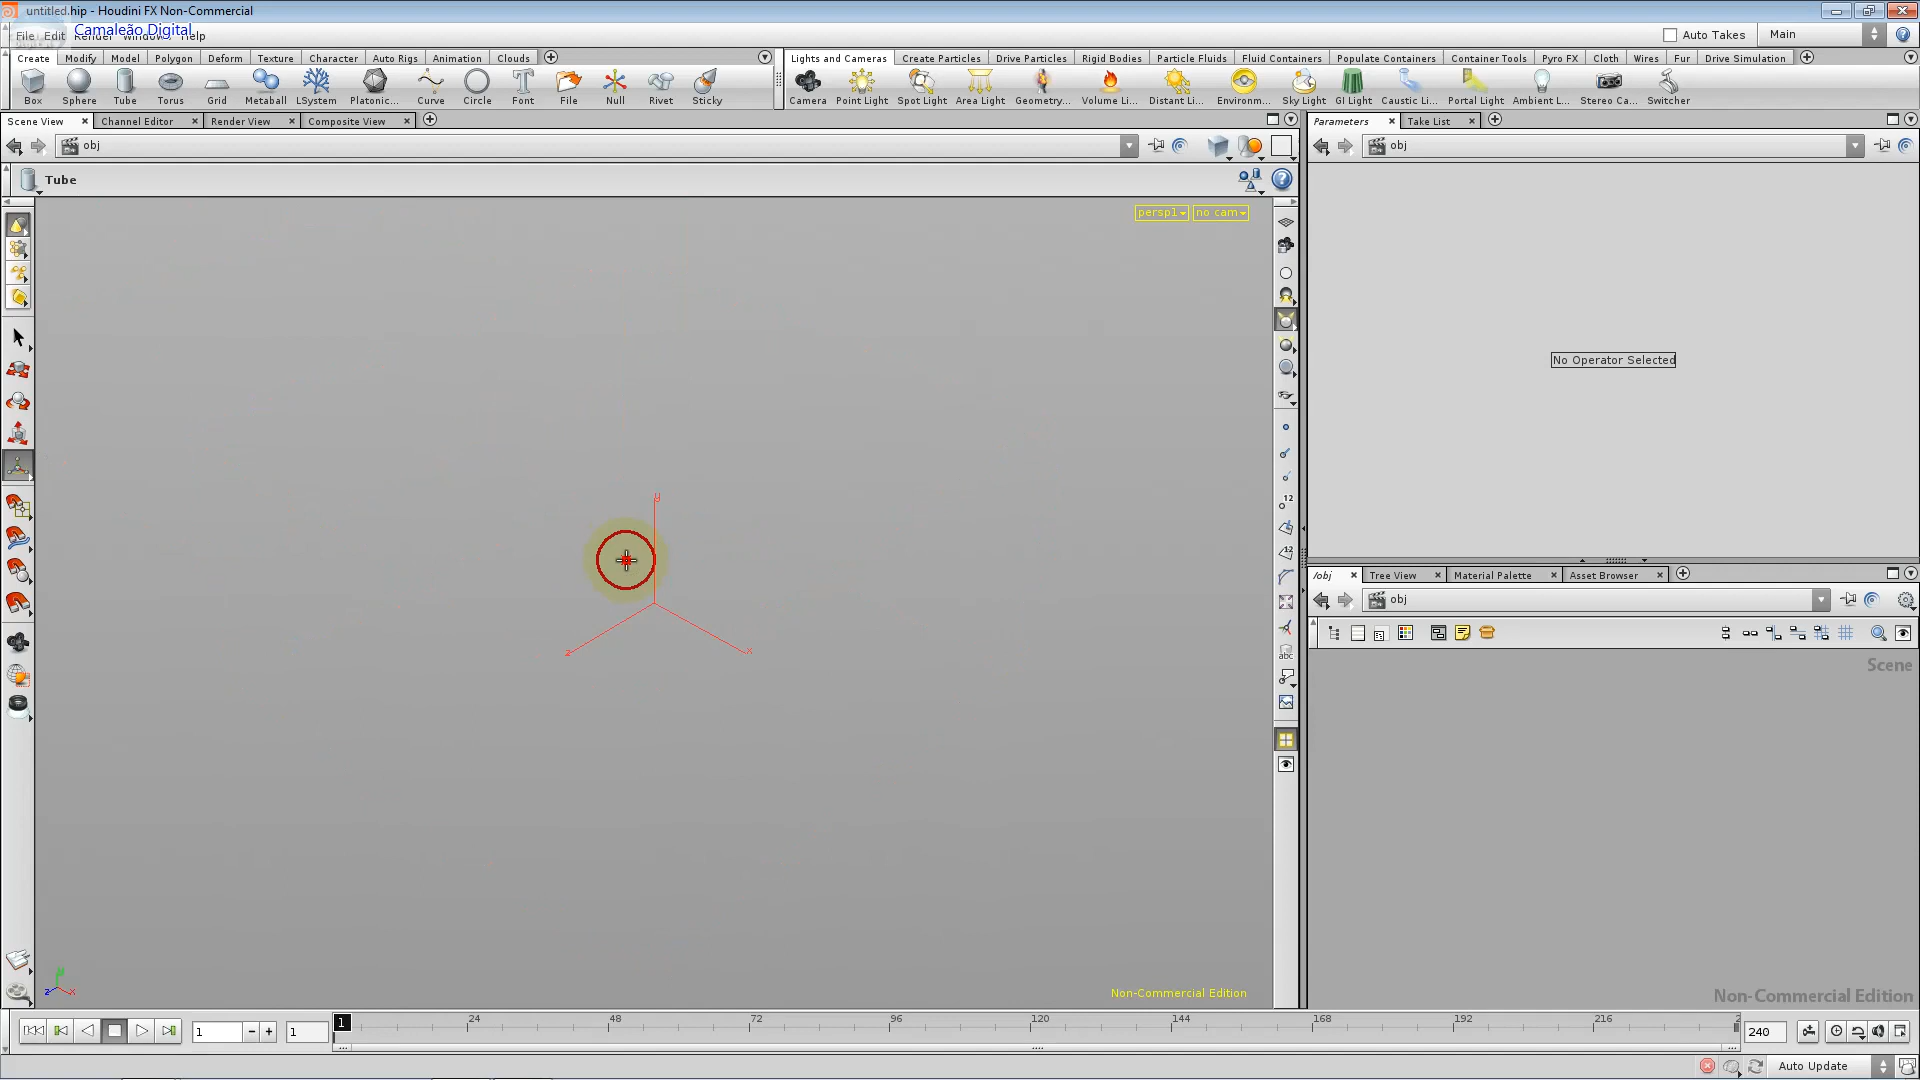 untitled.hip - Houdini FX Non-Commercial
Camaleão Digital
File Edit Render Window Help
Auto Takes Main
Create Modify Model Polygon Deform Texture Character Auto Rigs Animation Clouds
Lights and Cameras Create Particles Drive Particles Rigid Bodies Particle Fluids Fluid Containers Populate Containers Container Tools Pyro FX Cloth Wires Fur Drive Simulation
Box Sphere Tube Torus Grid Metaball LSystem Platonic... Curve Circle Font File Null Rivet Sticky
Camera Point Light Spot Light Area Light Geometry... Volume Li... Distant Li... Environm... Sky Light GI Light Caustic Li... Portal Light Ambient L... Stereo Ca... Switcher
Scene View Channel Editor Render View Composite View
Parameters Take List
obj
obj
Tube
persp1 no cam
No Operator Selected
12
12
abc
y
z
x
/obj Tree View Material Palette Asset Browser
obj
Scene
z x
Non-Commercial Edition
Non-Commercial Edition
1 1 1 24 48 72 96 120 144 168 192 216 2 240
Auto Update